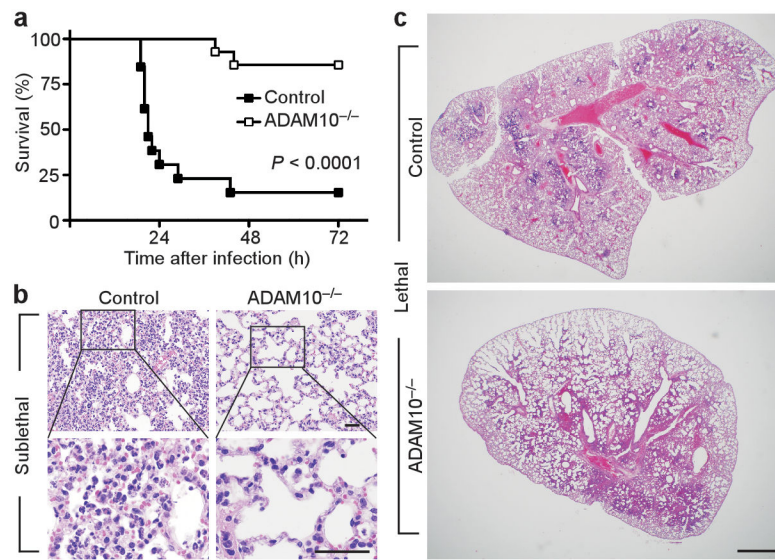 a
100
75
50
25
0
Survival (%)
Control
ADAM10–/–
P < 0.0001
24
48
72
Time after infection (h)
b
Control
ADAM10–/–
Sublethal
c
Control
Lethal
ADAM10–/–